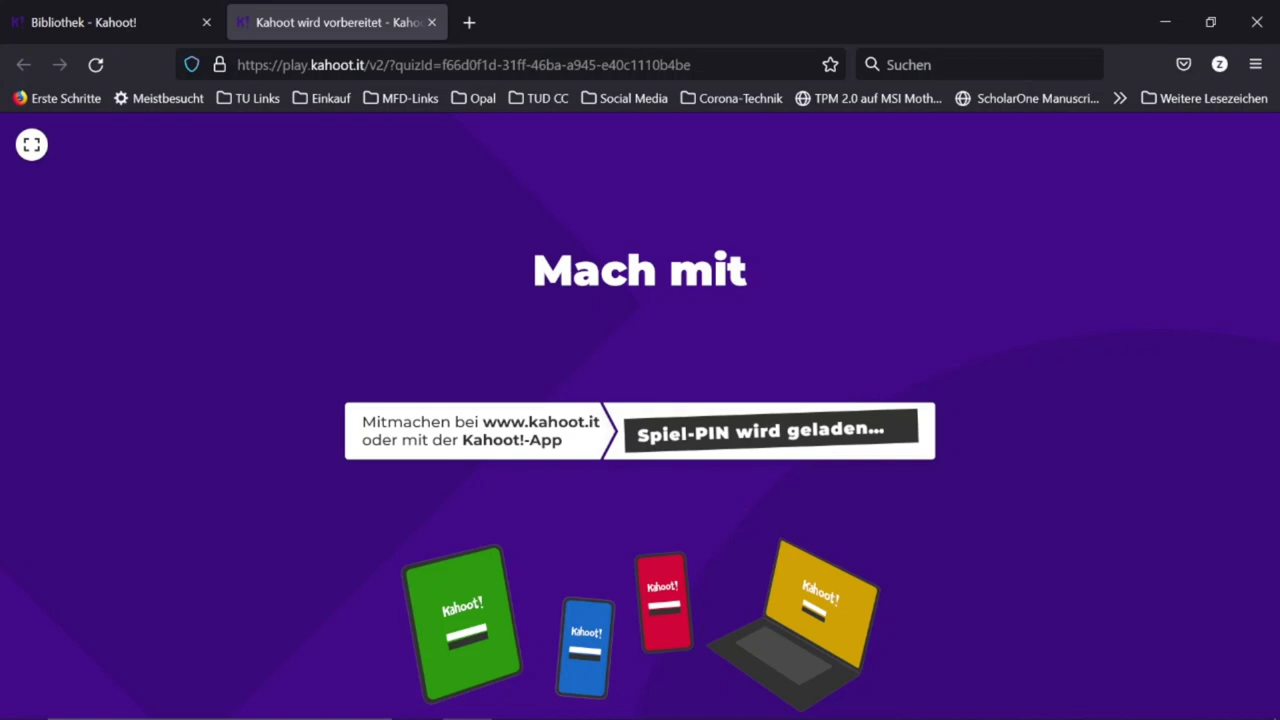 Bibliothek - Kahoot!
Kahoot wird vorbereitet - Kahoo
https://play.kahoot.it/v2/?quizId=f66d0f1d-31ff-46ba-a945-e40c1110b4be
Suchen
Z
Erste Schritte
Meistbesucht
TU Links
Einkauf
MFD-Links
Opal
TUD CC
Social Media
Corona-Technik
TPM 2.0 auf MSI Moth...
ScholarOne Manuscri...
Weitere Lesezeichen
Mach mit
Mitmachen bei www.kahoot.it
oder mit der Kahoot!-App
Spiel-PIN wird geladen...
Kahoot!
Kahoot!
Kahoot!
Kahoot!